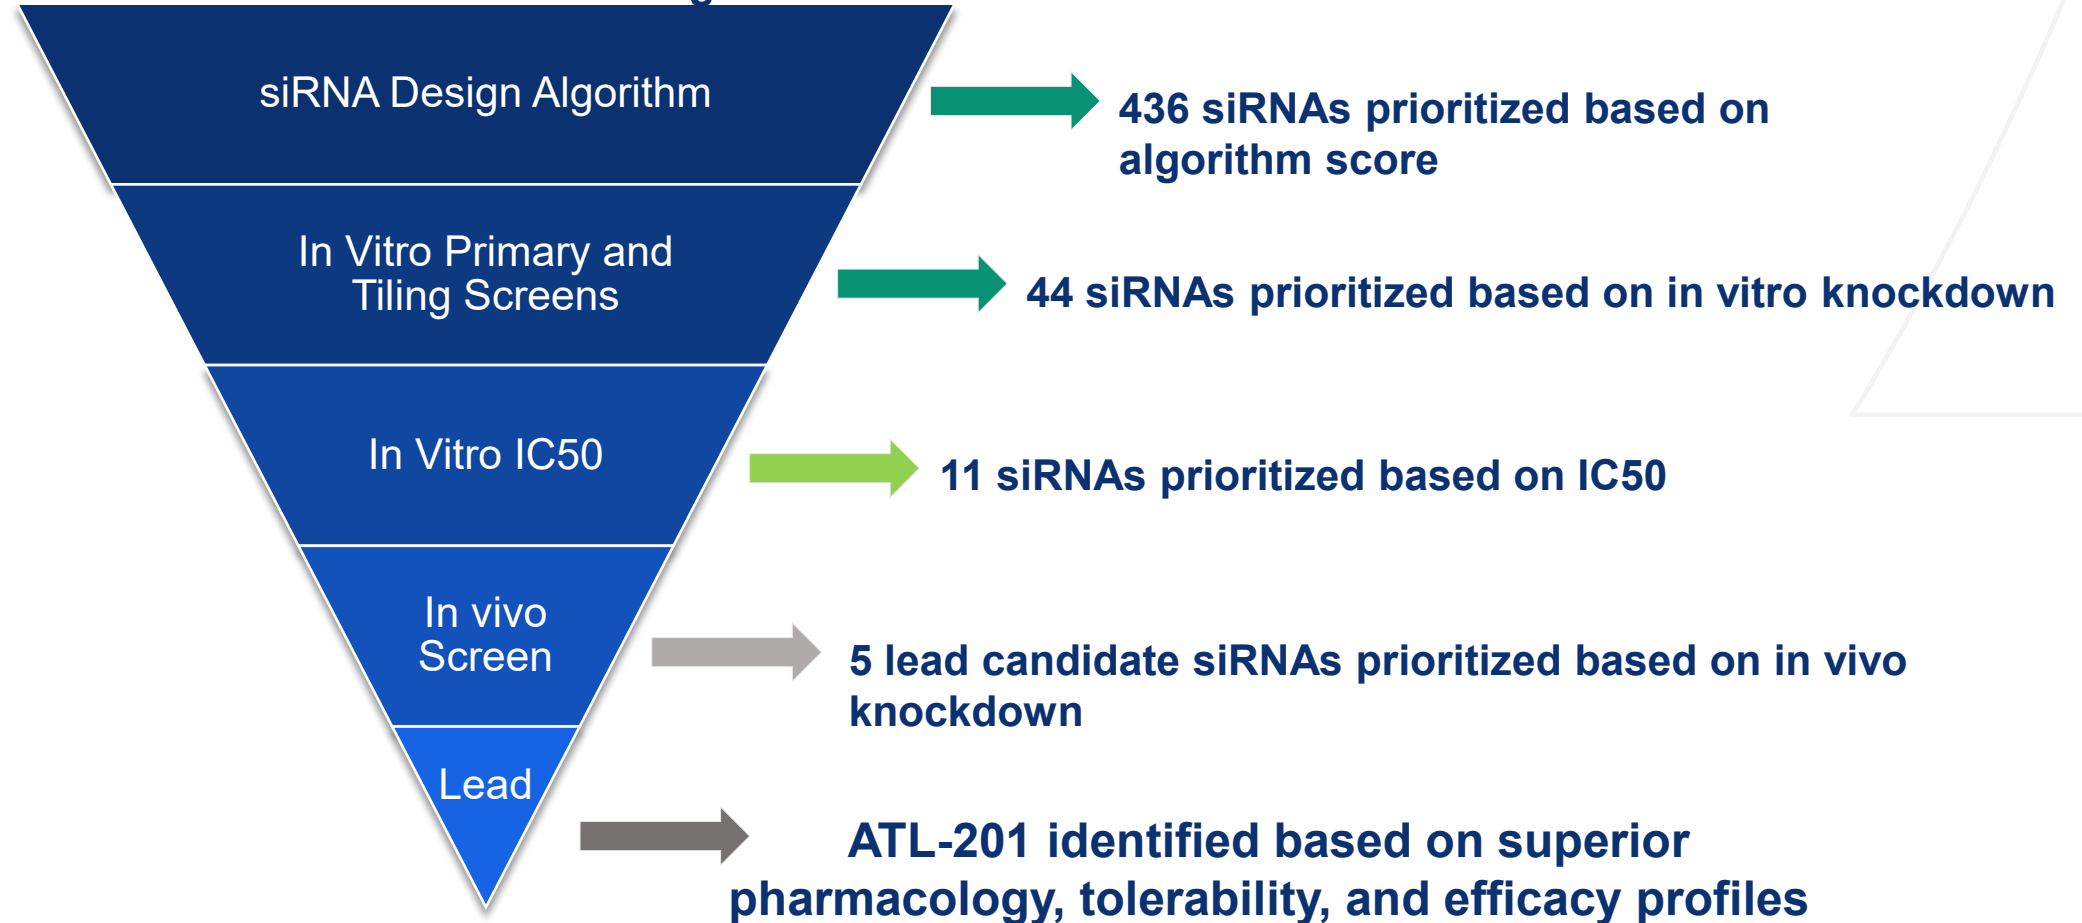 siRNA Design Algorithm
436 siRNAs prioritized based on
algorithm score
In Vitro Primary and
Tiling Screens
44 siRNAs prioritized based on in vitro knockdown
In Vitro IC50
11 siRNAs prioritized based on IC50
In vivo
Screen
5 lead candidate siRNAs prioritized based on in vivo
knockdown
Lead
ATL-201 identified based on superior
pharmacology, tolerability, and efficacy profiles